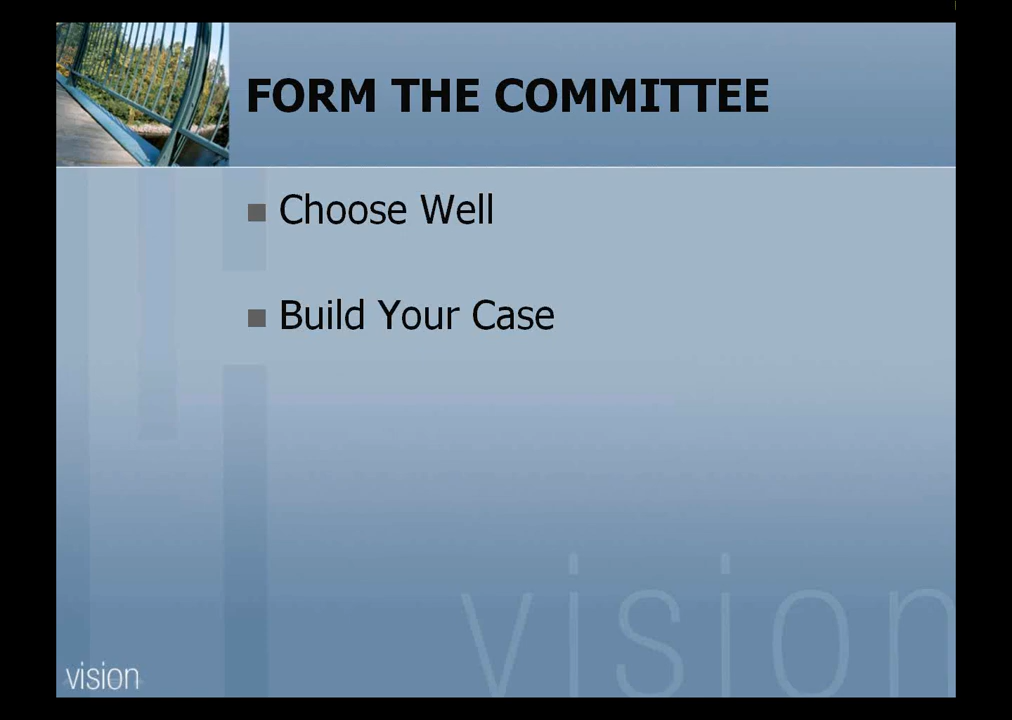 FORM THE COMMITTEE
Choose Well
Build Your Case
vision
vision